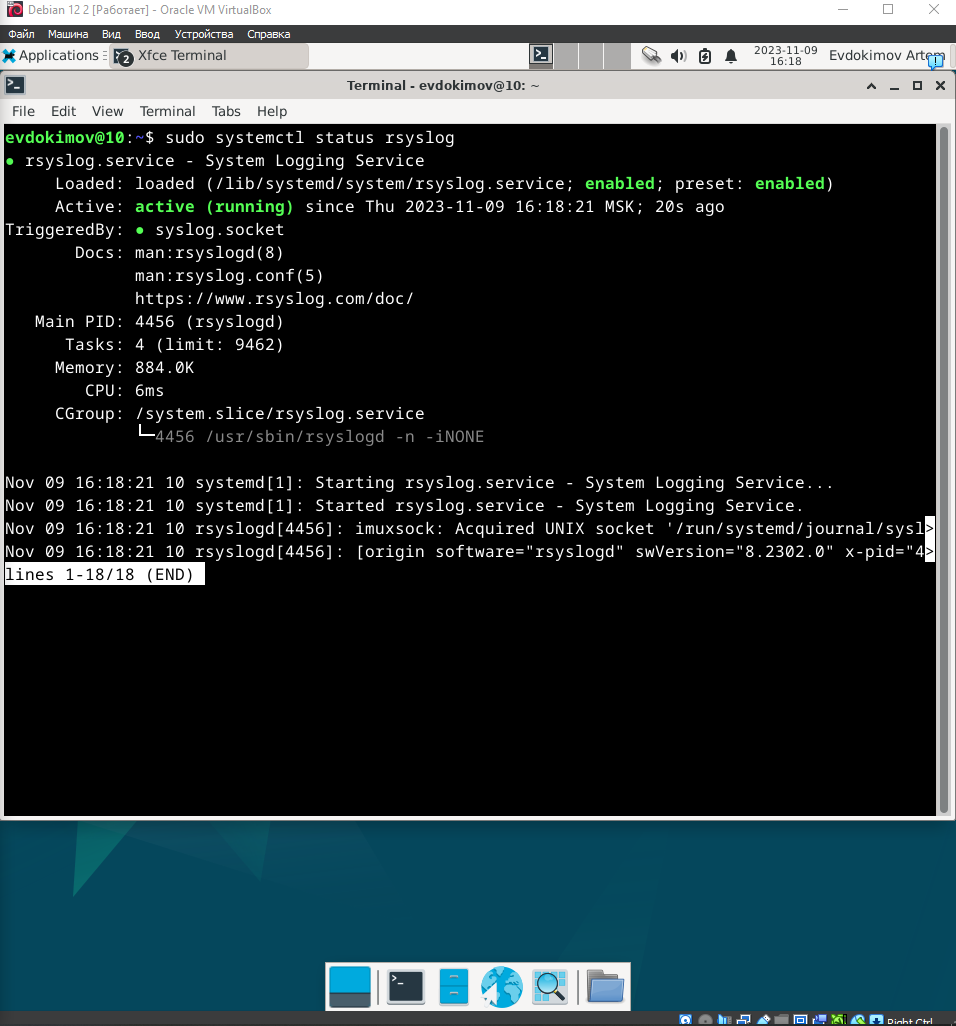 Debian 12 2 [Работает] - Oracle VM VirtualBox
Файл Машина Вид Ввод Устройства Справка
Applications 2 Xfce Terminal 2023-11-09 16:18 Evdokimov Artem
Terminal - evdokimov@10: ~
File Edit View Terminal Tabs Help
evdokimov@10:~$ sudo systemctl status rsyslog
● rsyslog.service - System Logging Service
Loaded: loaded (/lib/systemd/system/rsyslog.service; enabled; preset: enabled)
Active: active (running) since Thu 2023-11-09 16:18:21 MSK; 20s ago
TriggeredBy: ● syslog.socket
Docs: man:rsyslogd(8)
man:rsyslog.conf(5)
https://www.rsyslog.com/doc/
Main PID: 4456 (rsyslogd)
Tasks: 4 (limit: 9462)
Memory: 884.0K
CPU: 6ms
CGroup: /system.slice/rsyslog.service
└─4456 /usr/sbin/rsyslogd -n -iNONE
Nov 09 16:18:21 10 systemd[1]: Starting rsyslog.service - System Logging Service...
Nov 09 16:18:21 10 systemd[1]: Started rsyslog.service - System Logging Service.
Nov 09 16:18:21 10 rsyslogd[4456]: imuxsock: Acquired UNIX socket '/run/systemd/journal/sysl>
Nov 09 16:18:21 10 rsyslogd[4456]: [origin software="rsyslogd" swVersion="8.2302.0" x-pid="4>
lines 1-18/18 (END)
Right Ctrl